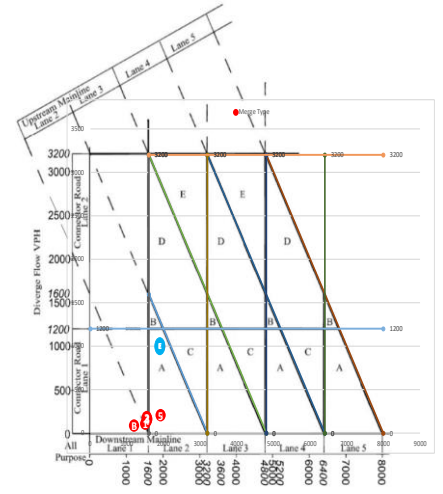 Lane 5
Lane 4
Upstream Mainline
Lane 3
Lane 2
Merge Type
3500
3200
3200
3200
3200
3200
3200
3000
E
E
2500
D
D
D
2000
1600
1500
B
B
B
B
1200
1200
1200
1000
C
C
C
A
A
A
A
500
5
B
0
0
0
0
0
0
Diverge Flow VPH
Connector Road
Lane 2
Connector Road
Lane 1
All
Purpose
Downstream Mainline
Lane 1
Lane 2
Lane 3
Lane 4
Lane 5
3000
4000
5000
6000
7000
8000
9000
0
1000
1600
2000
3000
3200
3600
4000
4800
5000
6000
6400
7000
8000